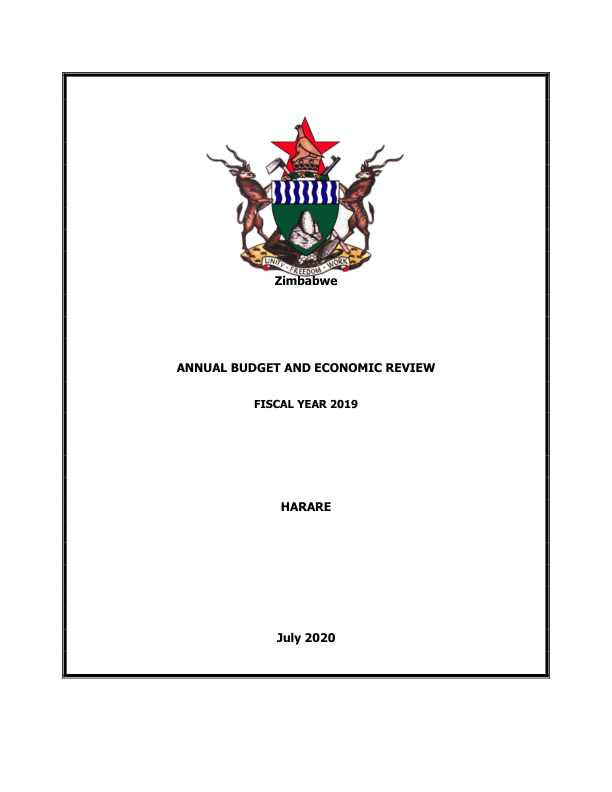 UNITY • FREEDOM • WORK
Zimbabwe
ANNUAL BUDGET AND ECONOMIC REVIEW
FISCAL YEAR 2019
HARARE
July 2020